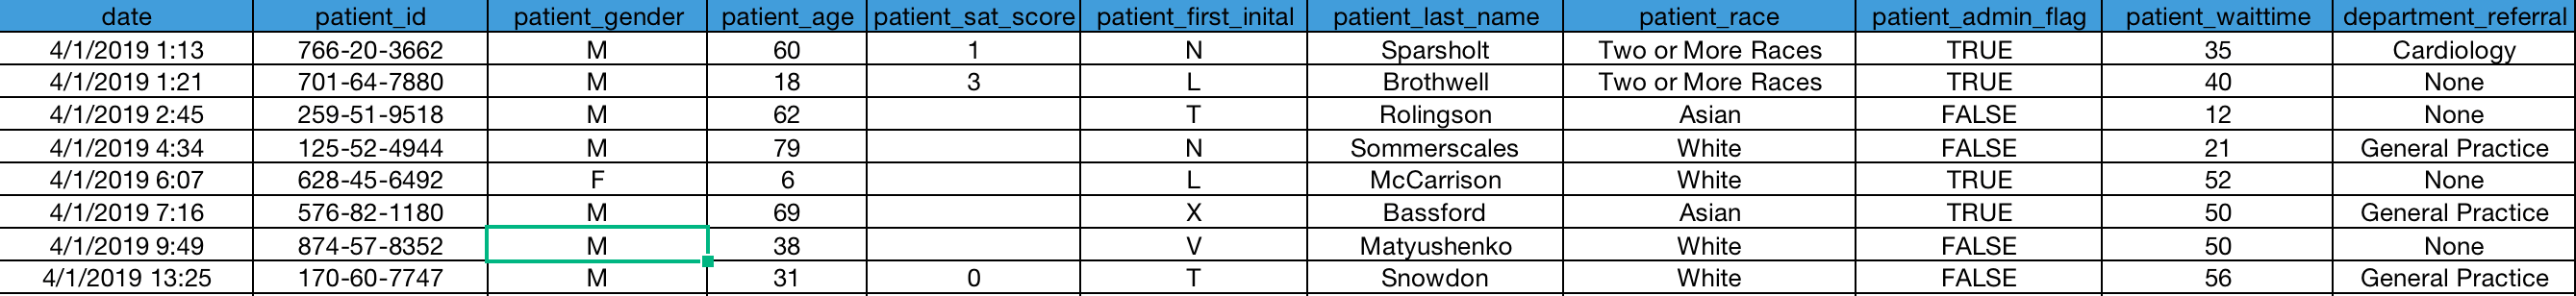 date patient_id patient_gender patient_age patient_sat_score patient_first_inital patient_last_name patient_race patient_admin_flag patient_waittime department_referral
4/1/2019 1:13 766-20-3662 M 60 1 N Sparsholt Two or More Races TRUE 35 Cardiology
4/1/2019 1:21 701-64-7880 M 18 3 L Brothwell Two or More Races TRUE 40 None
4/1/2019 2:45 259-51-9518 M 62 T Rolingson Asian FALSE 12 None
4/1/2019 4:34 125-52-4944 M 79 N Sommerscales White FALSE 21 General Practice
4/1/2019 6:07 628-45-6492 F 6 L McCarrison White TRUE 52 None
4/1/2019 7:16 576-82-1180 M 69 X Bassford Asian TRUE 50 General Practice
4/1/2019 9:49 874-57-8352 M 38 V Matyushenko White FALSE 50 None
4/1/2019 13:25 170-60-7747 M 31 0 T Snowdon White FALSE 56 General Practice